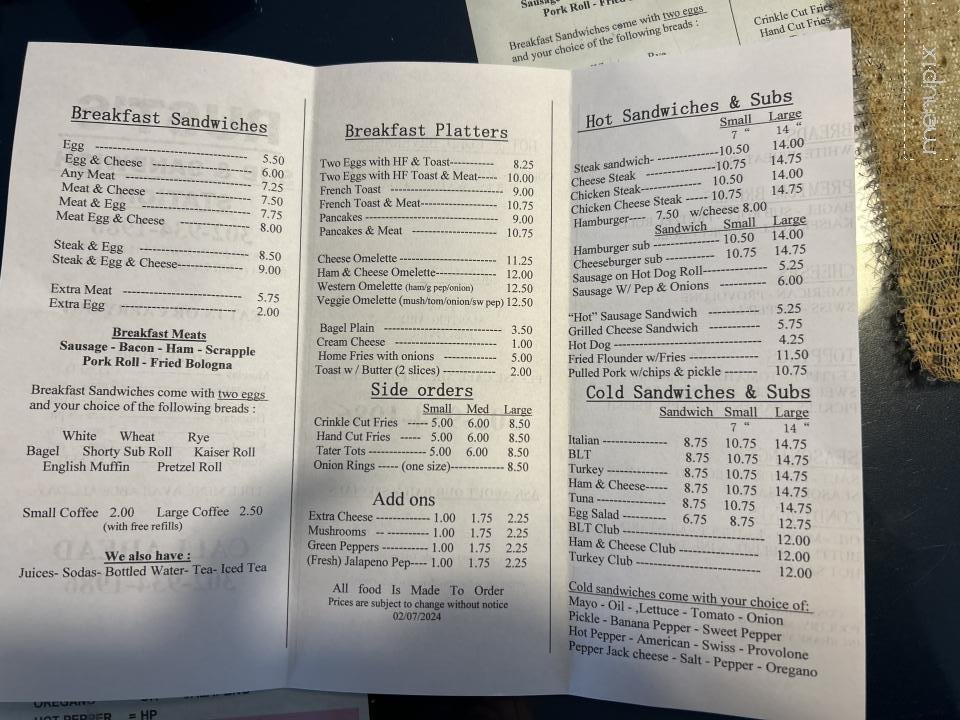 Pork Roll - Fried
Breakfast Sandwiches come with two eggs
and your choice of the following breads :
Crinkle Cut Fries
Hand Cut Fries
menupix
Breakfast Sandwiches
Egg ---------------------- 5.50
Egg & Cheese ---------------- 6.00
Any Meat ------------------- 7.25
Meat & Cheese ---------------- 7.50
Meat & Egg ------------------ 7.75
Meat Egg & Cheese ------------ 8.00
Steak & Egg ------------------ 8.50
Steak & Egg & Cheese-------------- 9.00
Extra Meat -------------------- 5.75
Extra Egg -------------------- 2.00
Breakfast Meats
Sausage - Bacon - Ham - Scrapple
Pork Roll - Fried Bologna
Breakfast Sandwiches come with two eggs
and your choice of the following breads :
White Wheat Rye
Bagel Shorty Sub Roll Kaiser Roll
English Muffin Pretzel Roll
Small Coffee 2.00 Large Coffee 2.50
(with free refills)
We also have :
Juices- Sodas- Bottled Water- Tea- Iced Tea
Breakfast Platters
Two Eggs with HF & Toast------------ 8.25
Two Eggs with HF Toast & Meat----- 10.00
French Toast --------------------- 9.00
French Toast & Meat---------------- 10.75
Pancakes ------------------------ 9.00
Pancakes & Meat ------------------ 10.75
Cheese Omelette------------------- 11.25
Ham & Cheese Omelette------------- 12.00
Western Omelette (ham/g pep/onion) 12.50
Veggie Omelette (mush/tom/onion/sw pep) 12.50
Bagel Plain ---------------------- 3.50
Cream Cheese -------------------- 1.00
Home Fries with onions ------------- 5.00
Toast w / Butter (2 slices) ------------ 2.00
Side orders
Small Med Large
Crinkle Cut Fries ----- 5.00 6.00 8.50
Hand Cut Fries ----- 5.00 6.00 8.50
Tater Tots -------------5.00 6.00 8.50
Onion Rings ----- (one size)------------8.50
Add ons
Extra Cheese ------------- 1.00 1.75 2.25
Mushrooms -- ----------- 1.00 1.75 2.25
Green Peppers ------------ 1.00 1.75 2.25
(Fresh) Jalapeno Pep---- 1.00 1.75 2.25
All food Is Made To Order
Prices are subject to change without notice
02/07/2024
Hot Sandwiches & Subs
Small Large
7 “ 14 “
Steak sandwich- --------------10.50 14.00
Cheese Steak ----------------10.75 14.75
Chicken Steak---------------- 10.50 14.00
Chicken Cheese Steak ----- 10.75 14.75
Hamburger---- 7.50 w/cheese 8.00
Sandwich Small Large
Hamburger sub --------------- 10.50 14.00
Cheeseburger sub ------------- 10.75 14.75
Sausage on Hot Dog Roll---------------- 5.25
Sausage W/ Pep & Onions ------------ 6.00
“Hot” Sausage Sandwich ------------- 5.25
Grilled Cheese Sandwich ------------- 5.75
Hot Dog ------------------------ 4.25
Fried Flounder w/Fries-------------- 11.50
Pulled Pork w/chips & pickle ------- 10.75
Cold Sandwiches & Subs
Sandwich Small Large
7 “ 14 “
Italian -------------- 8.75 10.75 14.75
BLT 8.75 10.75 14.75
Turkey ------------- 8.75 10.75 14.75
Ham & Cheese----- 8.75 10.75 14.75
Tuna -------------- 8.75 10.75 14.75
Egg Salad ---------- 6.75 8.75 12.75
BLT Club------------------------ 12.00
Ham & Cheese Club ---------------- 12.00
Turkey Club --------------------- 12.00
Cold sandwiches come with your choice of:
Mayo - Oil - ,Lettuce - Tomato - Onion
Pickle - Banana Pepper - Sweet Pepper
Hot Pepper - American - Swiss - Provolone
Pepper Jack cheese - Salt - Pepper - Oregano
OREGANO
HOT PEPPER = HP